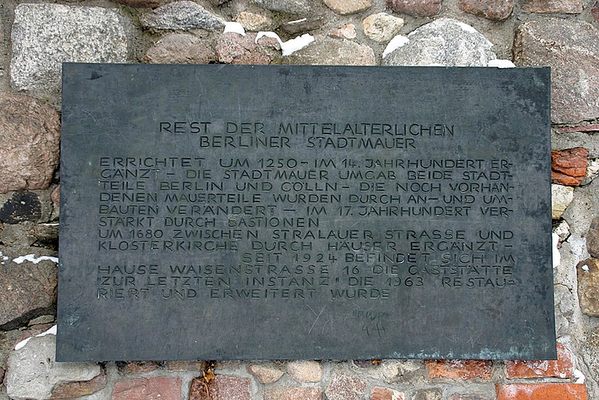 REST DER MITTELALTERLICHEN
BERLINER STADTMAUER
ERRICHTET UM 1250 – IM 14. JAHRHUNDERT ER-
GÄNZT – DIE STADTMAUER UMGAB BEIDE STADT-
TEILE BERLIN UND CÖLLN – DIE NOCH VORHAN-
DENEN MAUERTEILE WURDEN DURCH AN- UND UM-
BAUTEN VERÄNDERT – IM 17. JAHRHUNDERT VER-
STÄRKT DURCH BASTIONEN
UM 1680 ZWISCHEN STRALAUER STRASSE UND
KLOSTERKIRCHE DURCH HÄUSER ERGÄNZT –
SEIT 1924 BEFINDET SICH IM
HAUSE WAISENSTRASSE 16 DIE GASTSTÄTTE
"ZUR LETZTEN INSTANZ" DIE 1963 RESTAU-
RIERT UND ERWEITERT WURDE